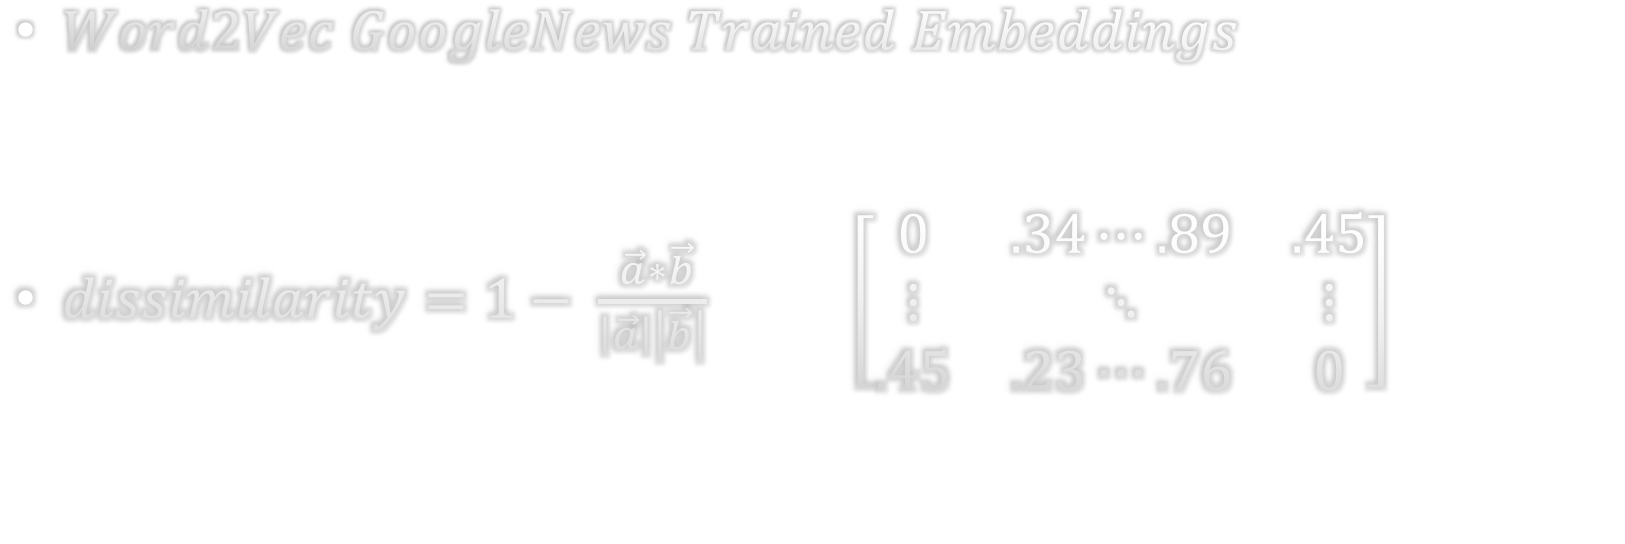 • Word2Vec GoogleNews Trained Embeddings
• dissimilarity = 1 − (a⃗ * b⃗) / (|a⃗||b⃗|)
[ 0 .34 ⋯ .89 .45
⋮ ⋱ ⋮
.45 .23 ⋯ .76 0 ]